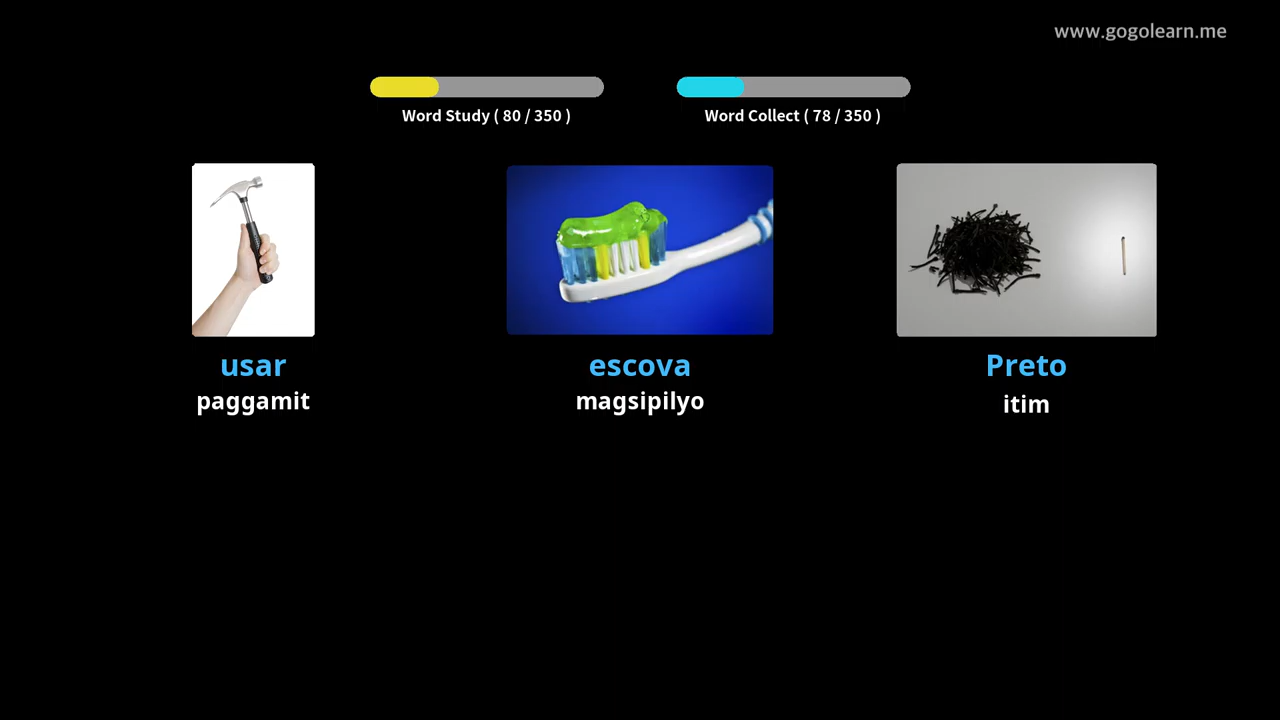 www.gogolearn.me
Word Study ( 80 / 350 )
Word Collect ( 78 / 350 )
usar
paggamit
escova
magsipilyo
Preto
itim